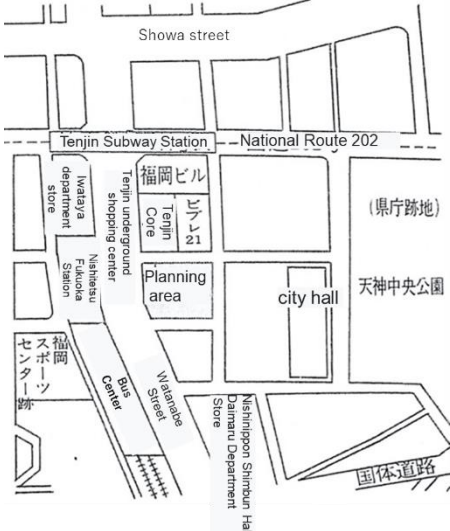 Showa street
Tenjin Subway Station
National Route 202
Iwataya
department
store
Tenjin underground
shopping center
福岡ビル
Tenjin
Core
ビブレ
21
(県庁跡地)
Nishitetsu
Fukuoka
Station
Planning
area
city hall
天神中央公園
福岡
スポーツ
センター跡
Bus
Center
Watanabe
Street
Nishinippon Shimbun Ha
Daimaru Department
Store
国体道路